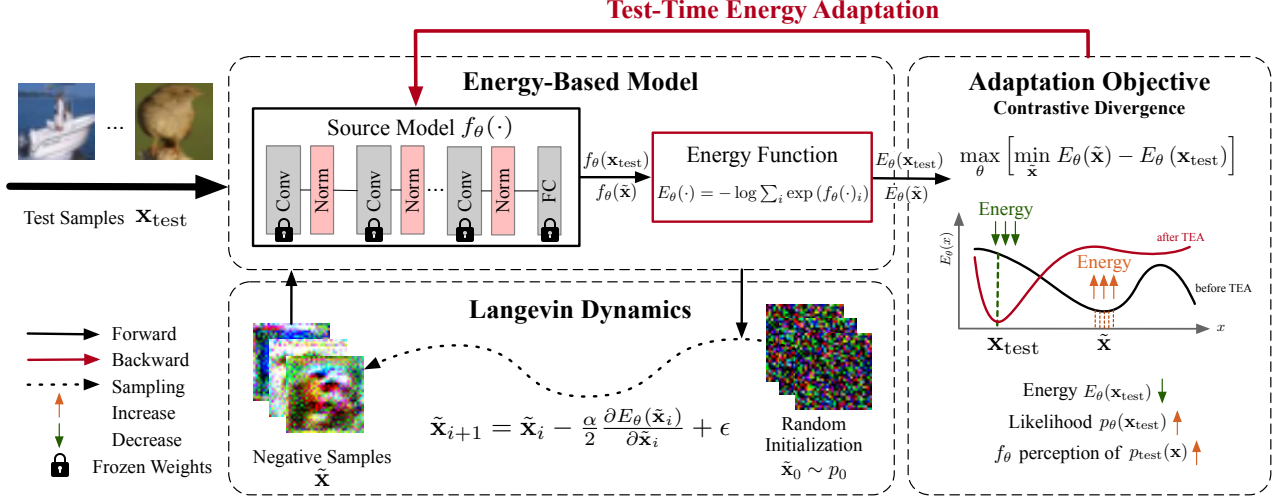 Test-Time Energy Adaptation
...
Test Samples $\mathbf{x}_{\text{test}}$
Forward
Backward
Sampling
Increase
Decrease
Frozen Weights
Energy-Based Model
Source Model $f_\theta(\cdot)$
Conv
Norm
Conv
Norm
...
Conv
Norm
FC
$f_\theta(\mathbf{x}_{\text{test}})$
$f_\theta(\tilde{\mathbf{x}})$
Energy Function
$E_\theta(\cdot) = -\log \sum_i \exp\left(f_\theta(\cdot)_i\right)$
$E_\theta(\mathbf{x}_{\text{test}})$
$E_\theta(\tilde{\mathbf{x}})$
Langevin Dynamics
$\tilde{\mathbf{x}}_{i+1} = \tilde{\mathbf{x}}_i - \frac{\alpha}{2} \frac{\partial E_\theta(\tilde{\mathbf{x}}_i)}{\partial \tilde{\mathbf{x}}_i} + \epsilon$
Negative Samples
$\tilde{\mathbf{x}}$
Random
Initialization
$\tilde{\mathbf{x}}_0 \sim p_0$
Adaptation Objective
Contrastive Divergence
$\max_\theta \left[ \min_{\tilde{\mathbf{x}}} E_\theta(\tilde{\mathbf{x}}) - E_\theta(\mathbf{x}_{\text{test}}) \right]$
Energy
after TEA
$E_\theta(x)$
Energy
before TEA
$x$
$\mathbf{x}_{\text{test}}$
$\tilde{\mathbf{x}}$
Energy $E_\theta(\mathbf{x}_{\text{test}})$ ↓
Likelihood $p_\theta(\mathbf{x}_{\text{test}})$ ↑
$f_\theta$ perception of $p_{\text{test}}(\mathbf{x})$ ↑